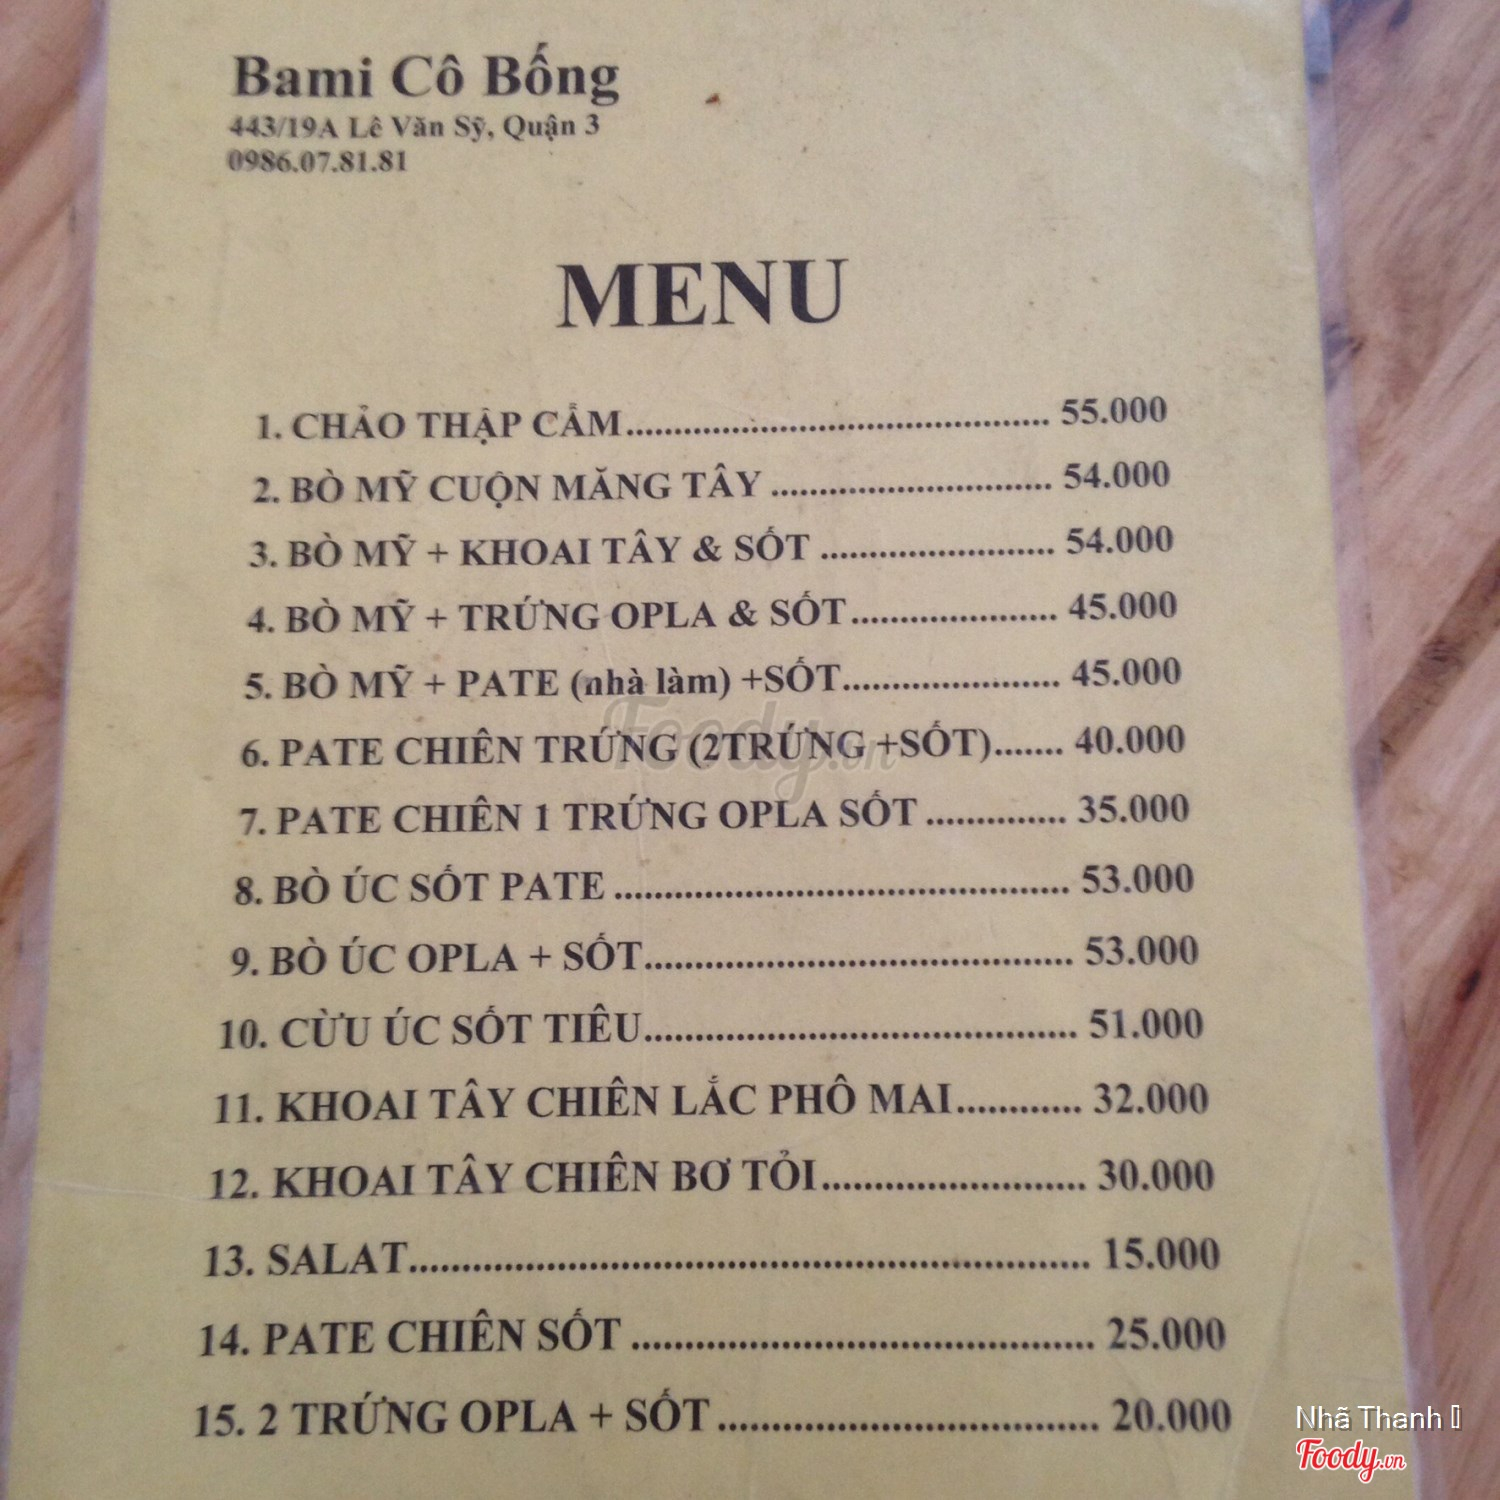 Bami Cô Bống
443/19A Lê Văn Sỹ, Quận 3
0986.07.81.81
MENU
1. CHẢO THẬP CẨM.......................................... 55.000
2. BÒ MỸ CUỘN MĂNG TÂY ............................ 54.000
3. BÒ MỸ + KHOAI TÂY & SỐT ........................ 54.000
4. BÒ MỸ + TRỨNG OPLA & SỐT..................... 45.000
5. BÒ MỸ + PATE (nhà làm) +SỐT...................... 45.000
6. PATE CHIÊN TRỨNG (2TRỨNG +SỐT)....... 40.000
7. PATE CHIÊN 1 TRỨNG OPLA SỐT .............. 35.000
8. BÒ ÚC SỐT PATE ............................................ 53.000
9. BÒ ÚC OPLA + SỐT.......................................... 53.000
10. CỪU ÚC SỐT TIÊU......................................... 51.000
11. KHOAI TÂY CHIÊN LẮC PHÔ MAI............ 32.000
12. KHOAI TÂY CHIÊN BƠ TỎI......................... 30.000
13. SALAT............................................................... 15.000
14. PATE CHIÊN SỐT ........................................... 25.000
15. 2 TRỨNG OPLA + SỐT................................... 20.000
Foody.vn
Nhã Thanh
Foody.vn